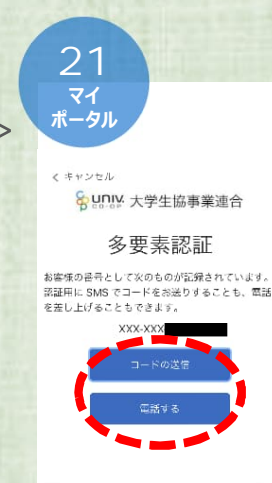 21
マイ
ポータル
< キャンセル
univ CO-OP 大学生協事業連合
多要素認証
お客様の番号として次のものが記録されています。
認証用に SMS でコードをお送りすることも、電話
を差し上げることもできます。
XXX-XXX
コードの送信
電話する